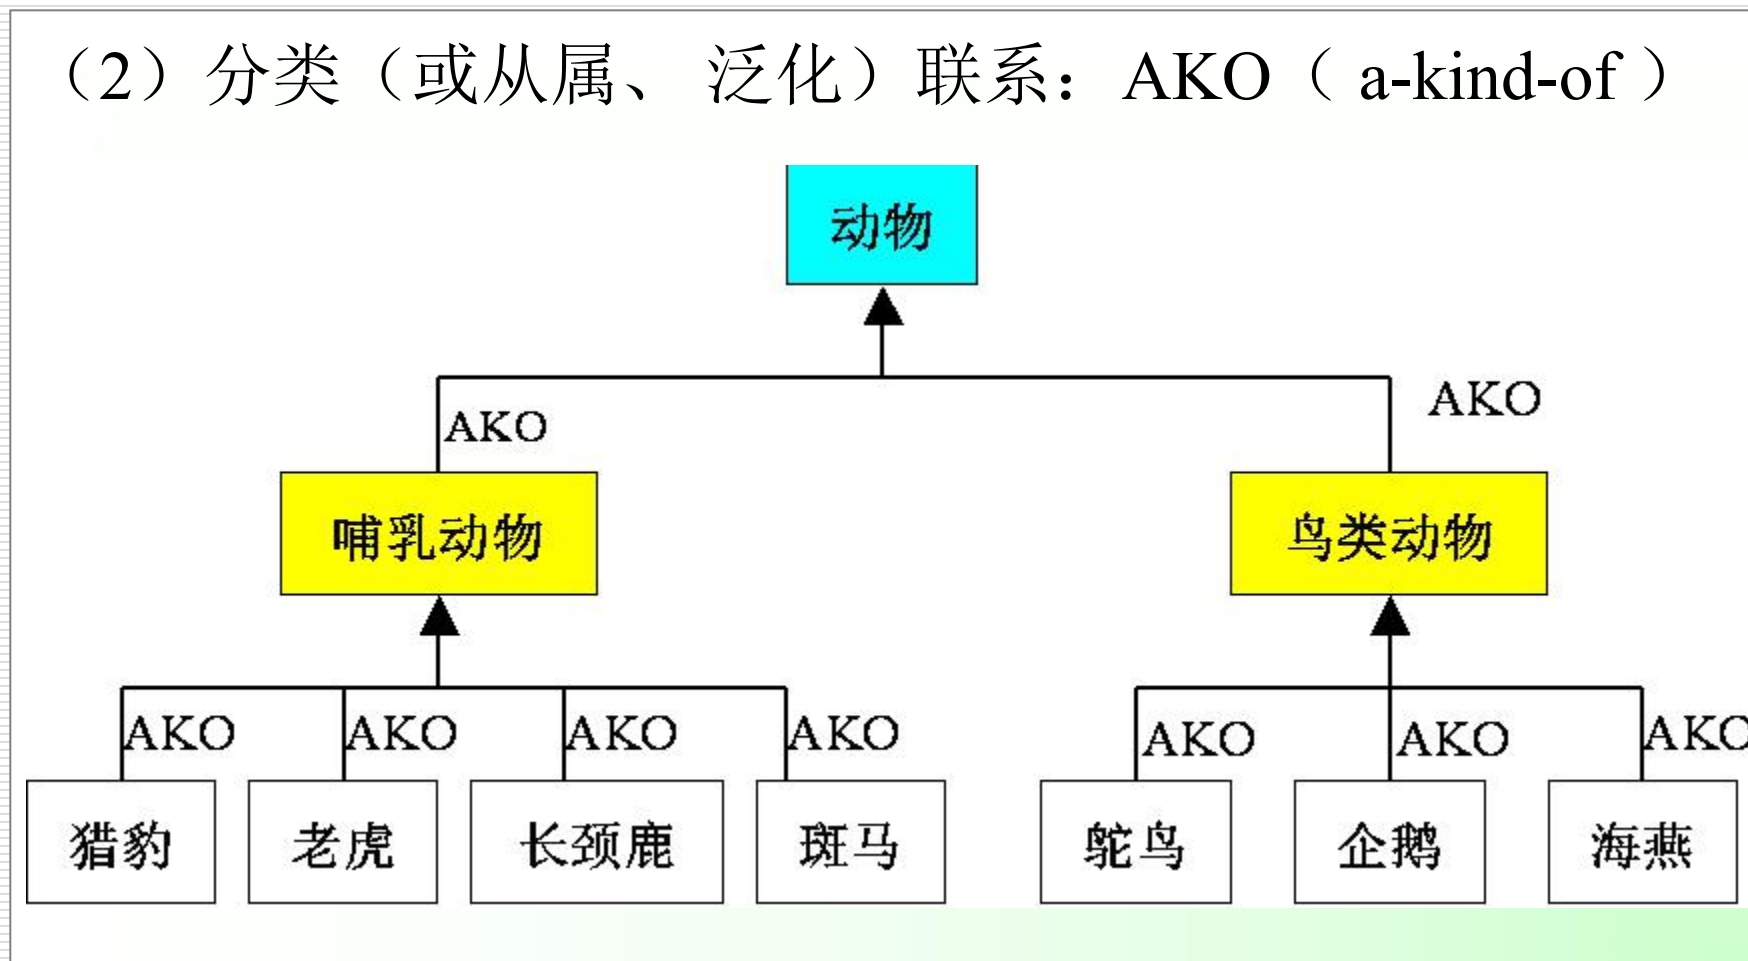 （2）分类（或从属、 泛化）联系：AKO（ a-kind-of ）
动物
AKO
AKO
哺乳动物
鸟类动物
AKO AKO AKO AKO AKO AKO AKO
猎豹 老虎 长颈鹿 斑马 鸵鸟 企鹅 海燕